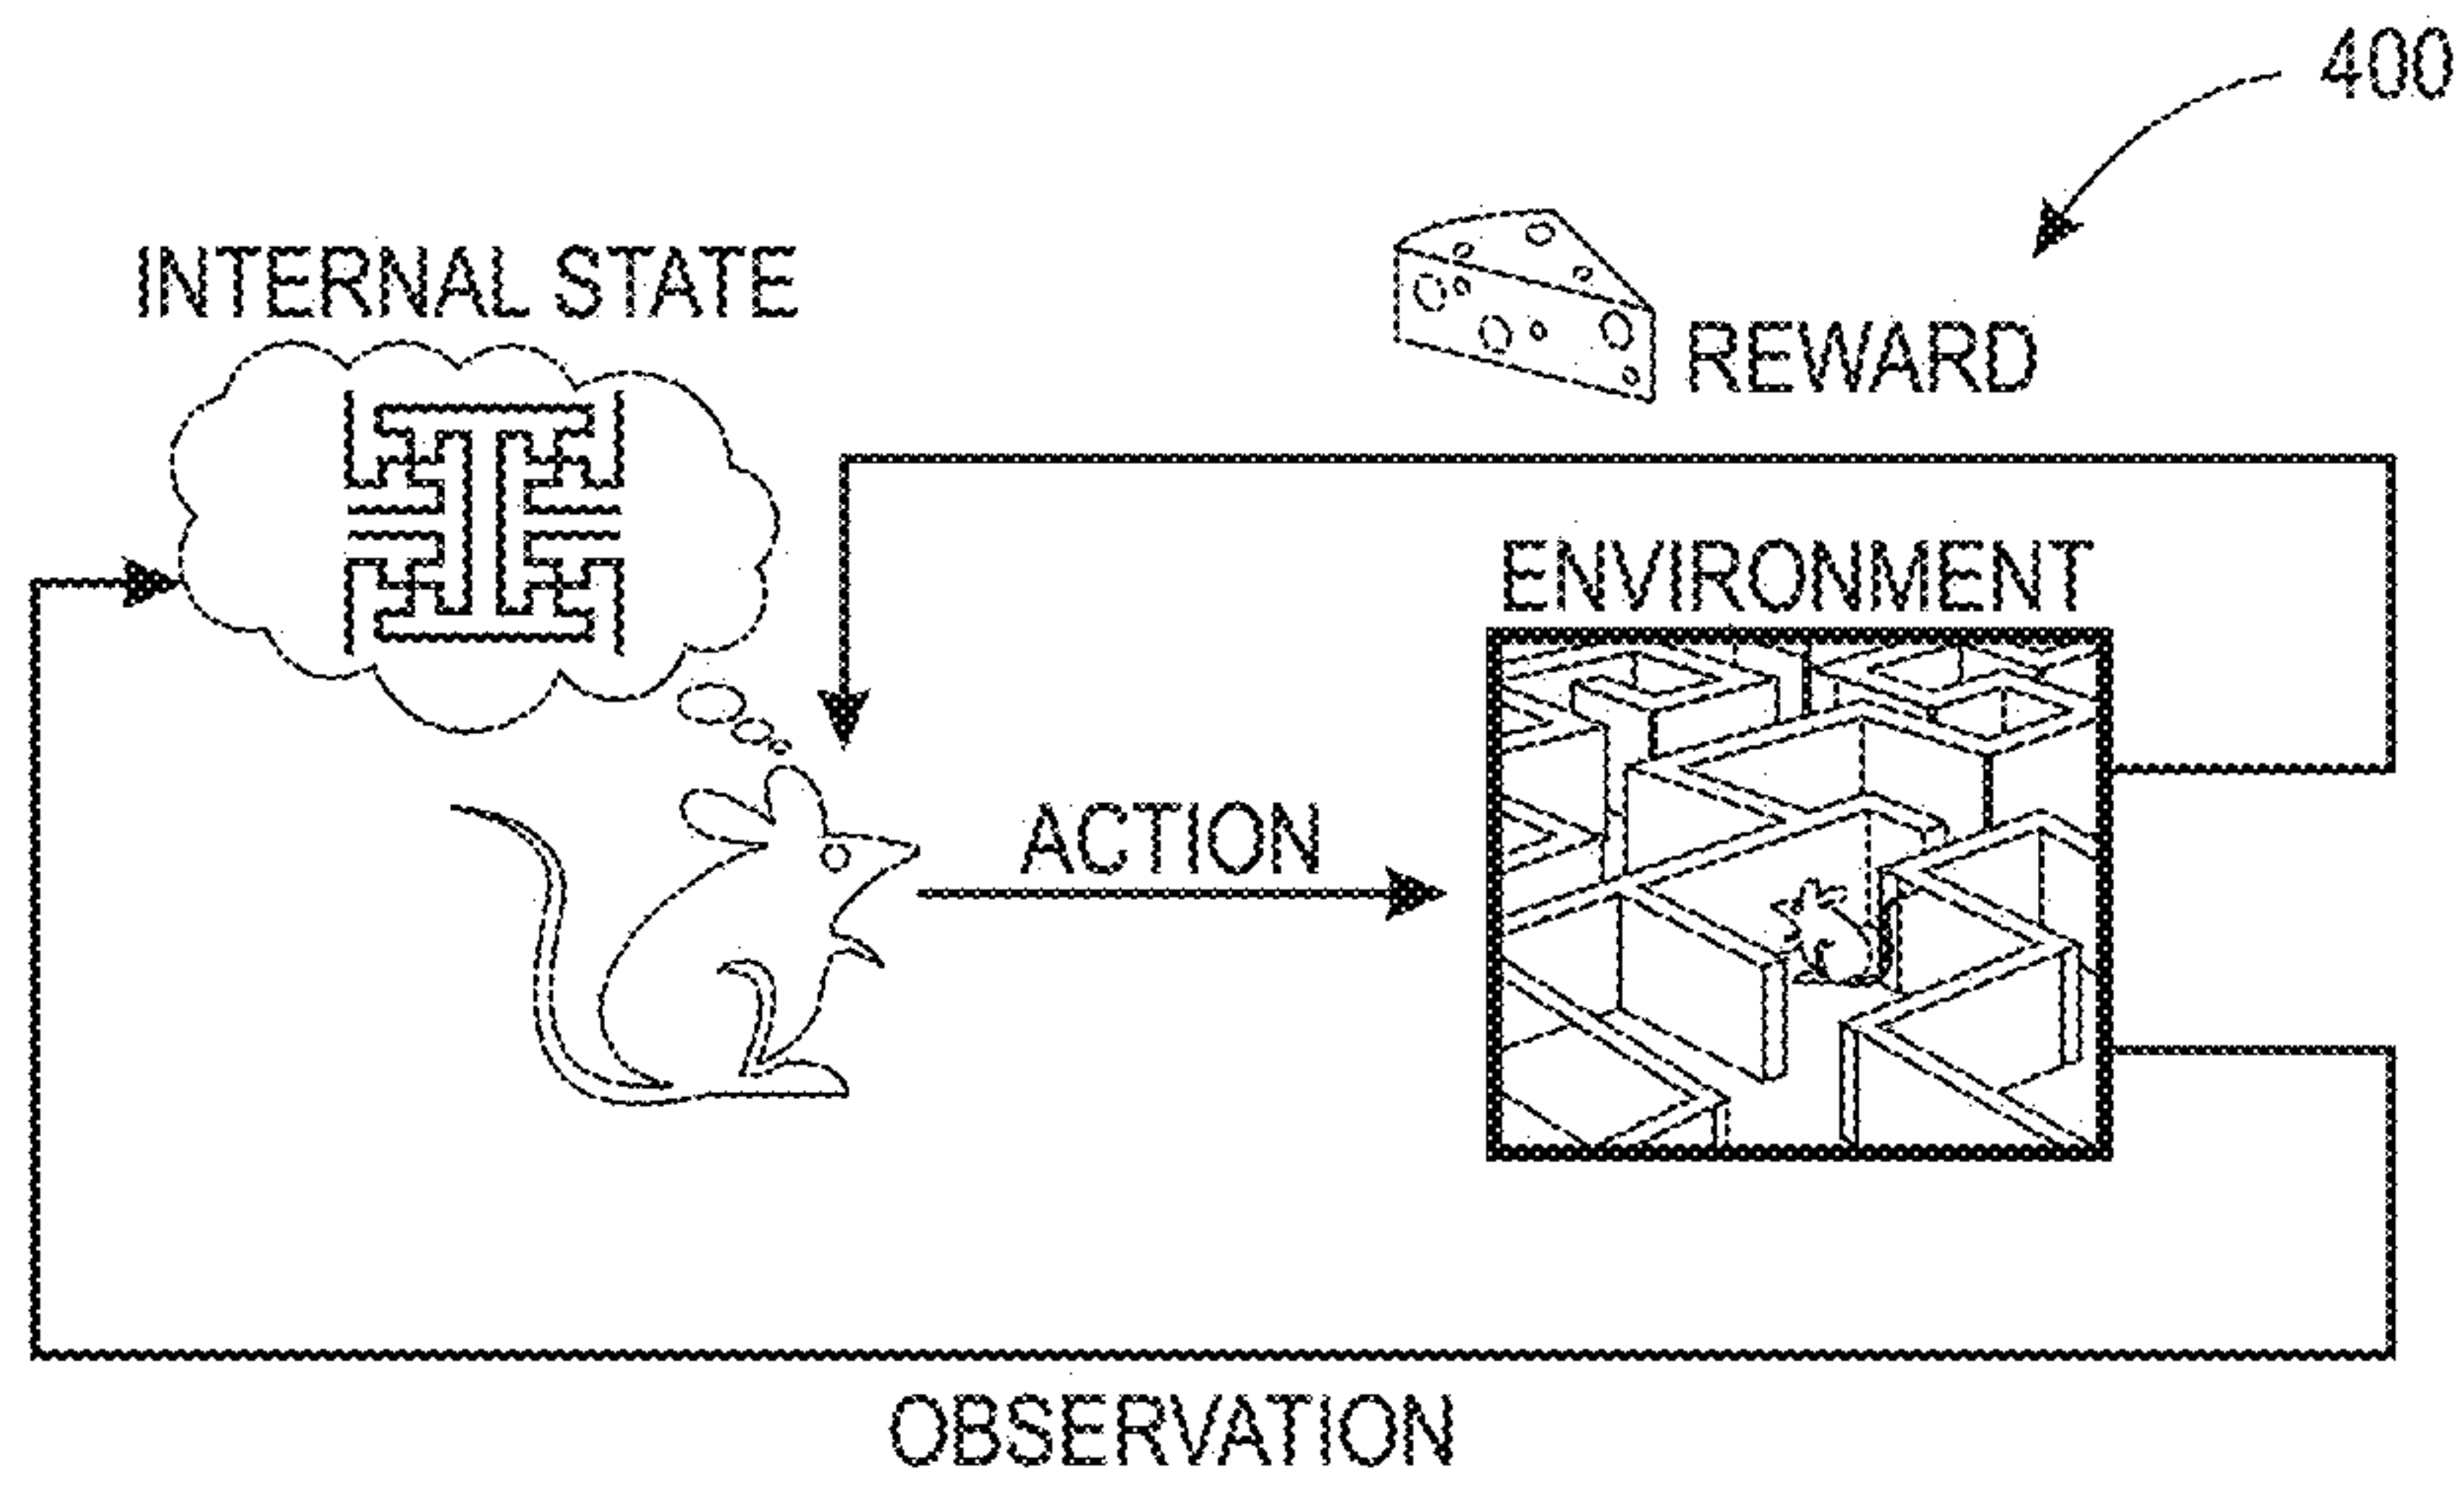 400
INTERNAL STATE
REWARD
ENVIRONMENT
ACTION
OBSERVATION